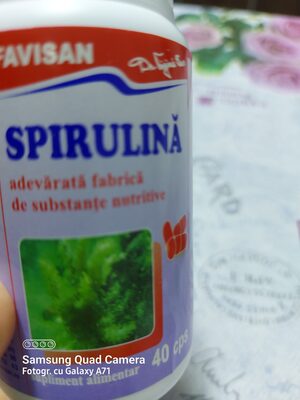 FAVISAN
SPIRULINĂ
adevărată fabrică
de substanțe nutritive
40 cps
supliment alimentar
Samsung Quad Camera
Fotogr. cu Galaxy A71